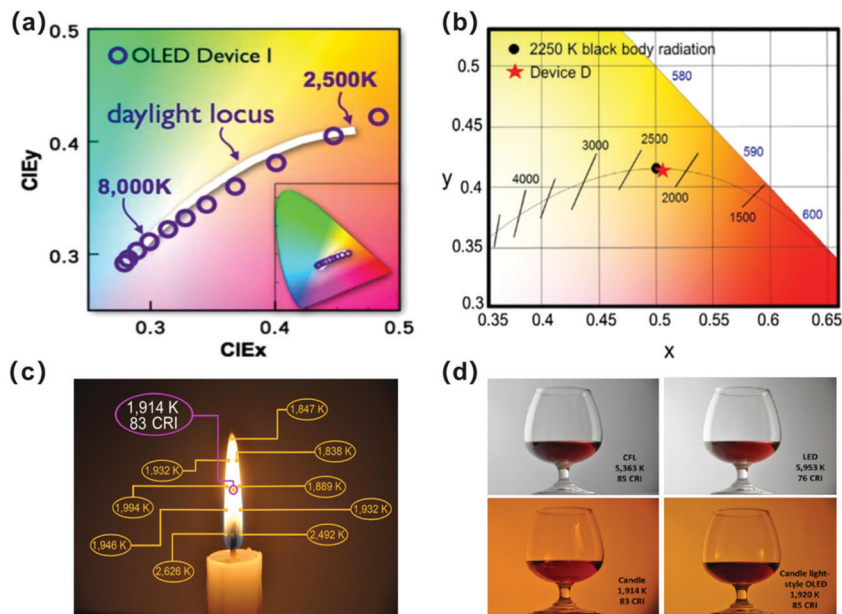 (a)
0.5
OLED Device I
2,500K
daylight locus
0.4
CIEy
8,000K
0.3
0.3
0.4
0.5
CIEx
(b)
2250 K black body radiation
Device D
0.5
580
0.45
590
3000
2500
4000
y
0.4
2000
1500
600
0.35
0.3
0.35
0.4
0.45
0.5
0.55
0.6
0.65
x
(c)
1,914 K
83 CRI
1,847 K
1,838 K
1,932 K
1,889 K
1,994 K
1,932 K
1,946 K
2,492 K
2,626 K
(d)
CFL
5,363 K
85 CRI
LED
5,953 K
76 CRI
Candle
1,914 K
83 CRI
Candle light-
style OLED
1,920 K
85 CRI